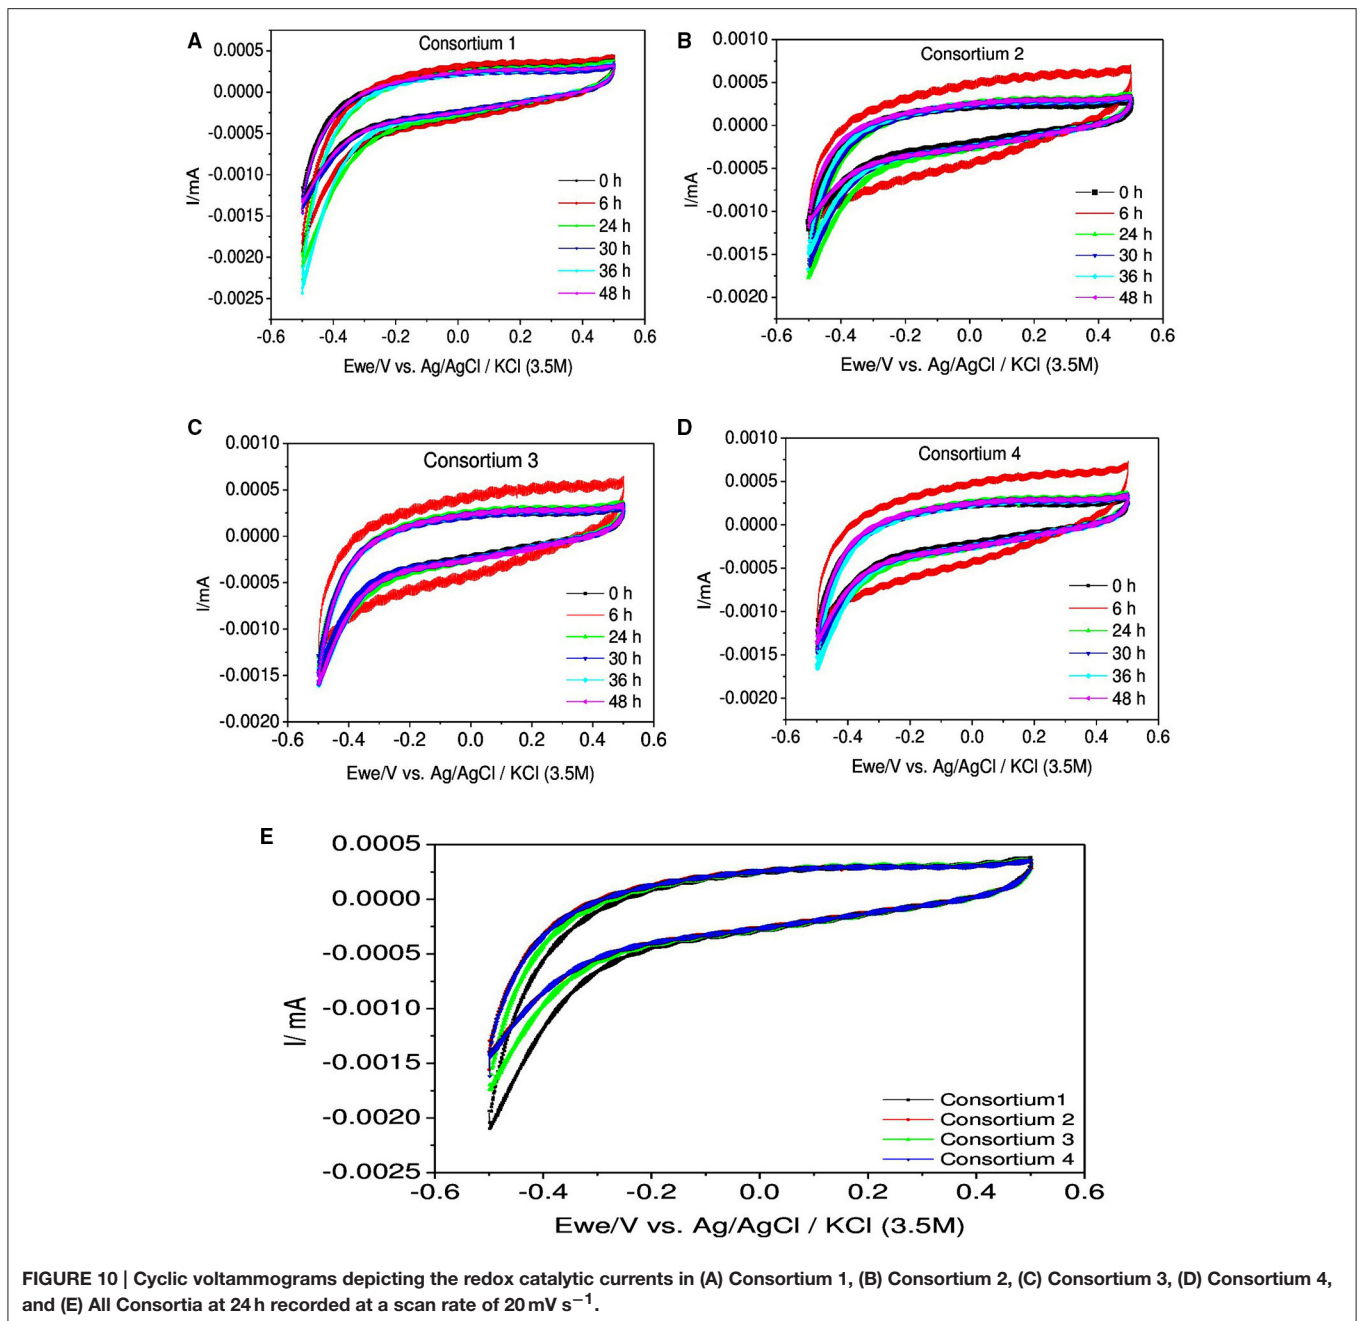 A
Consortium 1
0.0005
0.0000
-0.0005
-0.0010
-0.0015
-0.0020
-0.0025
I/mA
0 h
6 h
24 h
30 h
36 h
48 h
-0.6 -0.4 -0.2 0.0 0.2 0.4 0.6
Ewe/V vs. Ag/AgCl / KCl (3.5M)
B
Consortium 2
0.0010
0.0005
0.0000
-0.0005
-0.0010
-0.0015
-0.0020
I/mA
0 h
6 h
24 h
30 h
36 h
48 h
-0.6 -0.4 -0.2 0.0 0.2 0.4 0.6
Ewe/V vs. Ag/AgCl / KCl (3.5M)
C
Consortium 3
0.0010
0.0005
0.0000
-0.0005
-0.0010
-0.0015
-0.0020
I/mA
0 h
6 h
24 h
30 h
36 h
48 h
-0.6 -0.4 -0.2 0.0 0.2 0.4 0.6
Ewe/V vs. Ag/AgCl / KCl (3.5M)
D
Consortium 4
0.0010
0.0005
0.0000
-0.0005
-0.0010
-0.0015
-0.0020
I/mA
0 h
6 h
24 h
30 h
36 h
48 h
-0.6 -0.4 -0.2 0.0 0.2 0.4 0.6
Ewe/V vs. Ag/AgCl / KCl (3.5M)
E
0.0005
0.0000
-0.0005
-0.0010
-0.0015
-0.0020
-0.0025
I/ mA
Consortium1
Consortium 2
Consortium 3
Consortium 4
-0.6 -0.4 -0.2 0.0 0.2 0.4 0.6
Ewe/V vs. Ag/AgCl / KCl (3.5M)
FIGURE 10 | Cyclic voltammograms depicting the redox catalytic currents in (A) Consortium 1, (B) Consortium 2, (C) Consortium 3, (D) Consortium 4,
and (E) All Consortia at 24 h recorded at a scan rate of 20 mV s⁻¹.